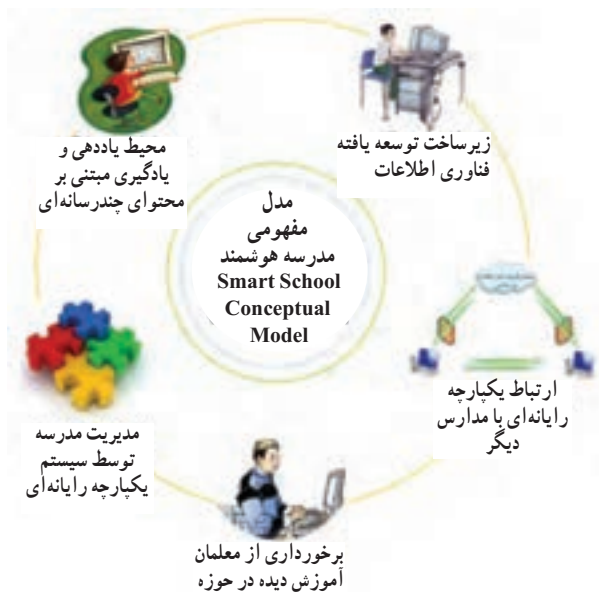 مدل
مفهومی
مدرسه هوشمند
Smart School
Conceptual
Model
زیرساخت توسعه یافته
فناوری اطلاعات
ارتباط یکپارچه
رایانه‌ای با مدارس
دیگر
برخورداری از معلمان
آموزش دیده در حوزه
مدیریت مدرسه
توسط سیستم
یکپارچه رایانه‌ای
محیط یاددهی و
یادگیری مبتنی بر
محتوای چندرسانه‌ای